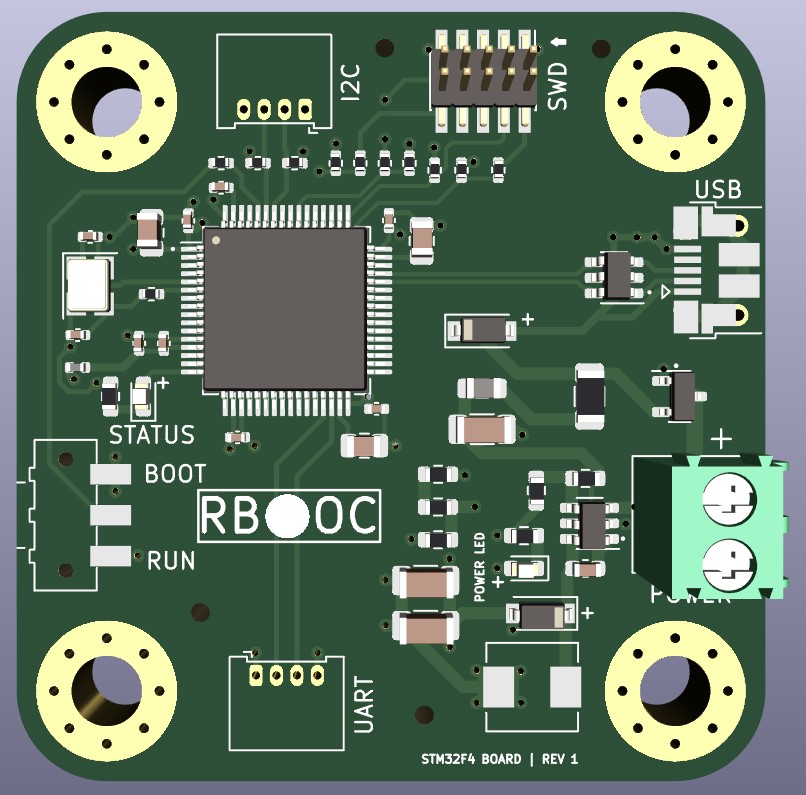 I2C
SWD
USB
+
+
STATUS
+
BOOT
RB OC
RUN
POWER LED
+
+
POWER
UART
STM32F4 BOARD | REV 1